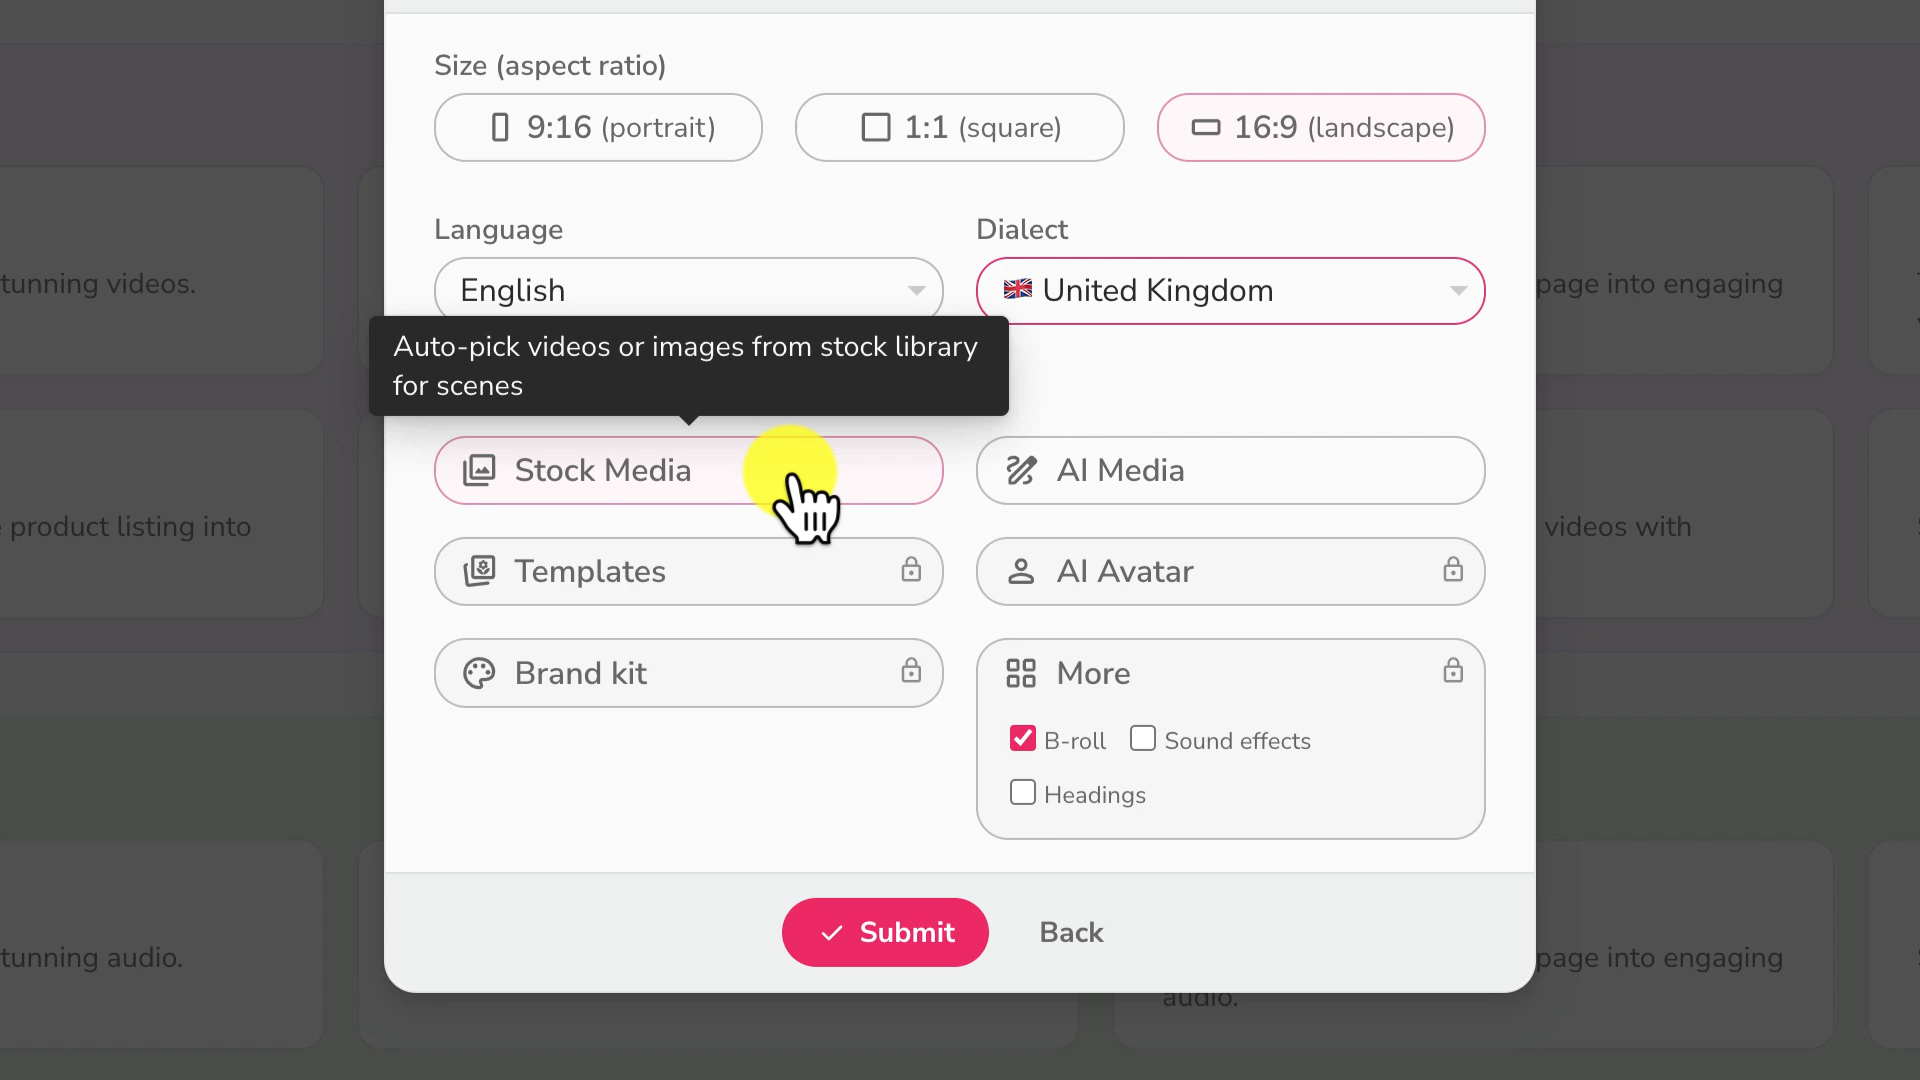 Size (aspect ratio)
9:16 (portrait)
1:1 (square)
16:9 (landscape)
Language
Dialect
tunning videos.
English
🇬🇧 United Kingdom
page into engaging
Auto-pick videos or images from stock library
for scenes
Stock Media
AI Media
product listing into
videos with
Templates
AI Avatar
Brand kit
More
B-roll
Sound effects
Headings
Submit
Back
tunning audio.
page into engaging
audio.